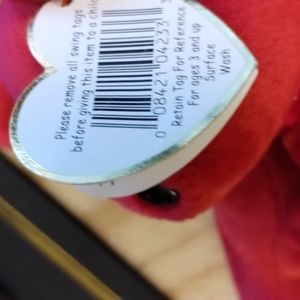 Please remove all swing tags
before giving this item to a child
0 08421 04233 3
Retain Tag For Reference
For ages 3 and up
Surface
Wash